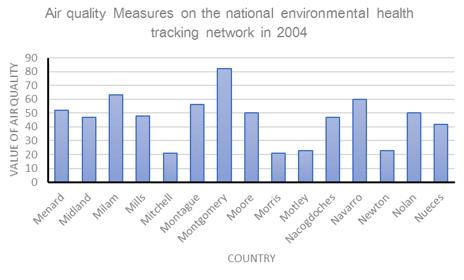 Air quality Measures on the national environmental health
tracking network in 2004
VALUE OF AIR QUALITY
90
80
70
60
50
40
30
20
10
0
Menard
Midland
Milam
Mills
Mitchell
Montague
Montgomery
Moore
Morris
Motley
Nacogdoches
Navarro
Newton
Nolan
Nueces
COUNTRY